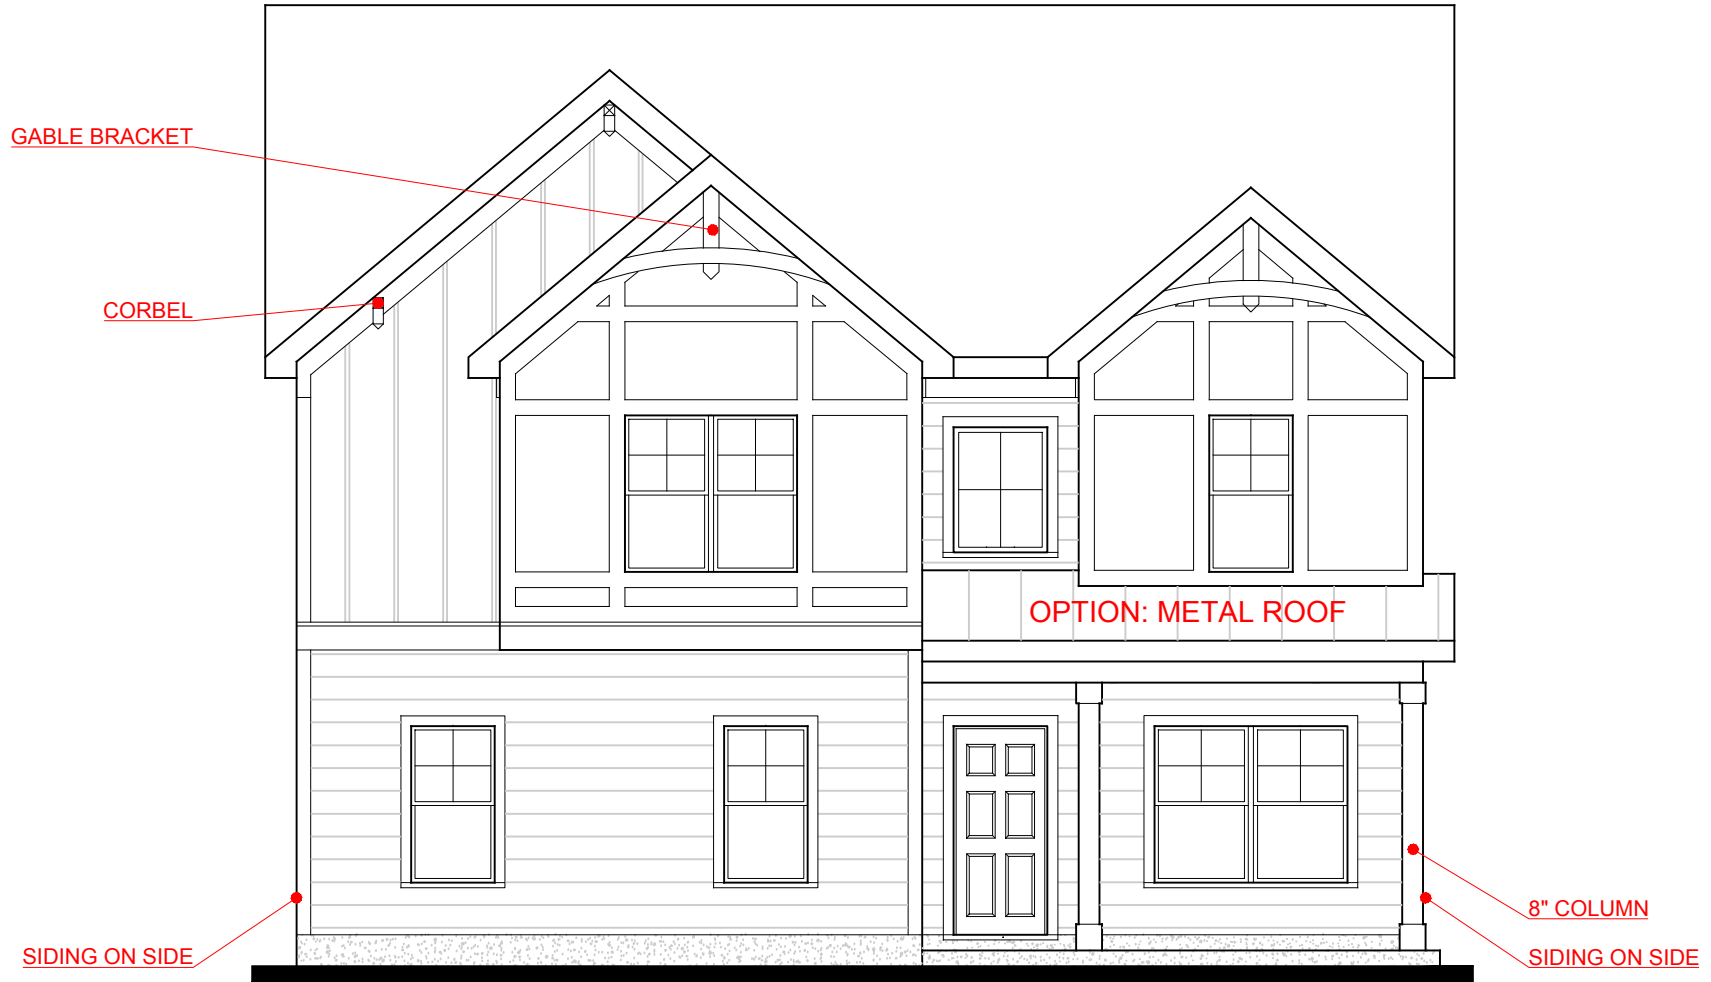 GABLE BRACKET
CORBEL
OPTION: METAL ROOF
8" COLUMN
SIDING ON SIDE
SIDING ON SIDE